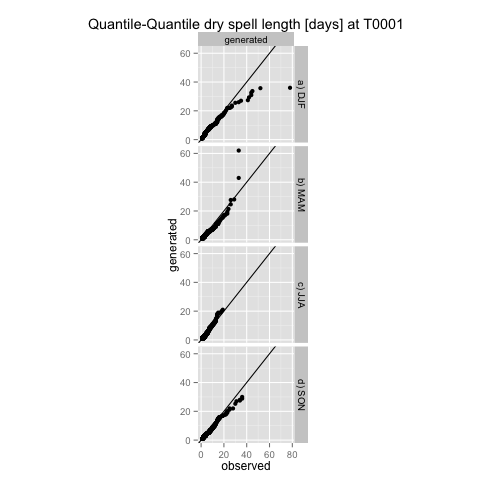 Quantile-Quantile dry spell length [days] at T0001
generated
60
40
20
0
a) DJF
60
40
20
0
b) MAM
generated
60
40
20
0
c) JJA
60
40
20
0
d) SON
0 20 40 60 80
observed